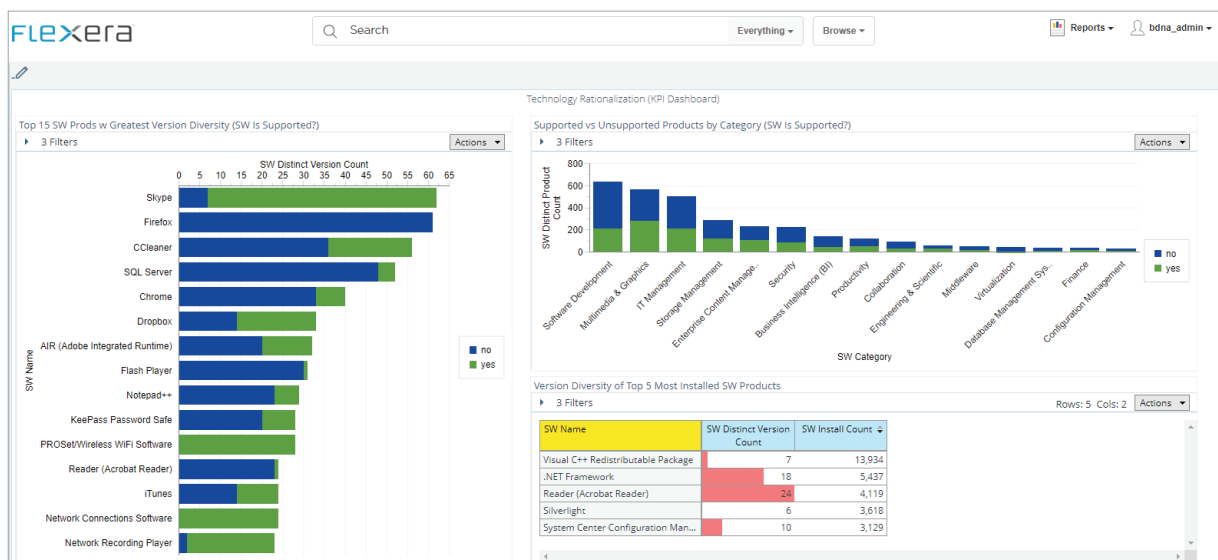 FLEXERA
Search
Everything
Browse
Reports
bdna_admin
Technology Rationalization (KPI Dashboard)
Top 15 SW Prods w Greatest Version Diversity (SW Is Supported?)
3 Filters
Actions
SW Distinct Version Count
0 5 10 15 20 25 30 35 40 45 50 55 60 65
SW Name
Skype
Firefox
CCleaner
SQL Server
Chrome
Dropbox
AIR (Adobe Integrated Runtime)
Flash Player
Notepad++
KeePass Password Safe
PROSet/Wireless WiFi Software
Reader (Acrobat Reader)
iTunes
Network Connections Software
Network Recording Player
no
yes
Supported vs Unsupported Products by Category (SW Is Supported?)
3 Filters
Actions
SW Distinct Product
Count
800
600
400
200
0
Software Development
Multimedia & Graphics
IT Management
Storage Management
Enterprise Content Manage..
Security
Business Intelligence (BI)
Productivity
Collaboration
Engineering & Scientific
Middleware
Virtualization
Database Management Sys..
Finance
Configuration Management
SW Category
no
yes
Version Diversity of Top 5 Most Installed SW Products
3 Filters
Rows: 5 Cols: 2
Actions
SW Name SW Distinct Version Count SW Install Count
Visual C++ Redistributable Package 7 13,934
.NET Framework 18 5,437
Reader (Acrobat Reader) 24 4,119
Silverlight 6 3,618
System Center Configuration Man... 10 3,129